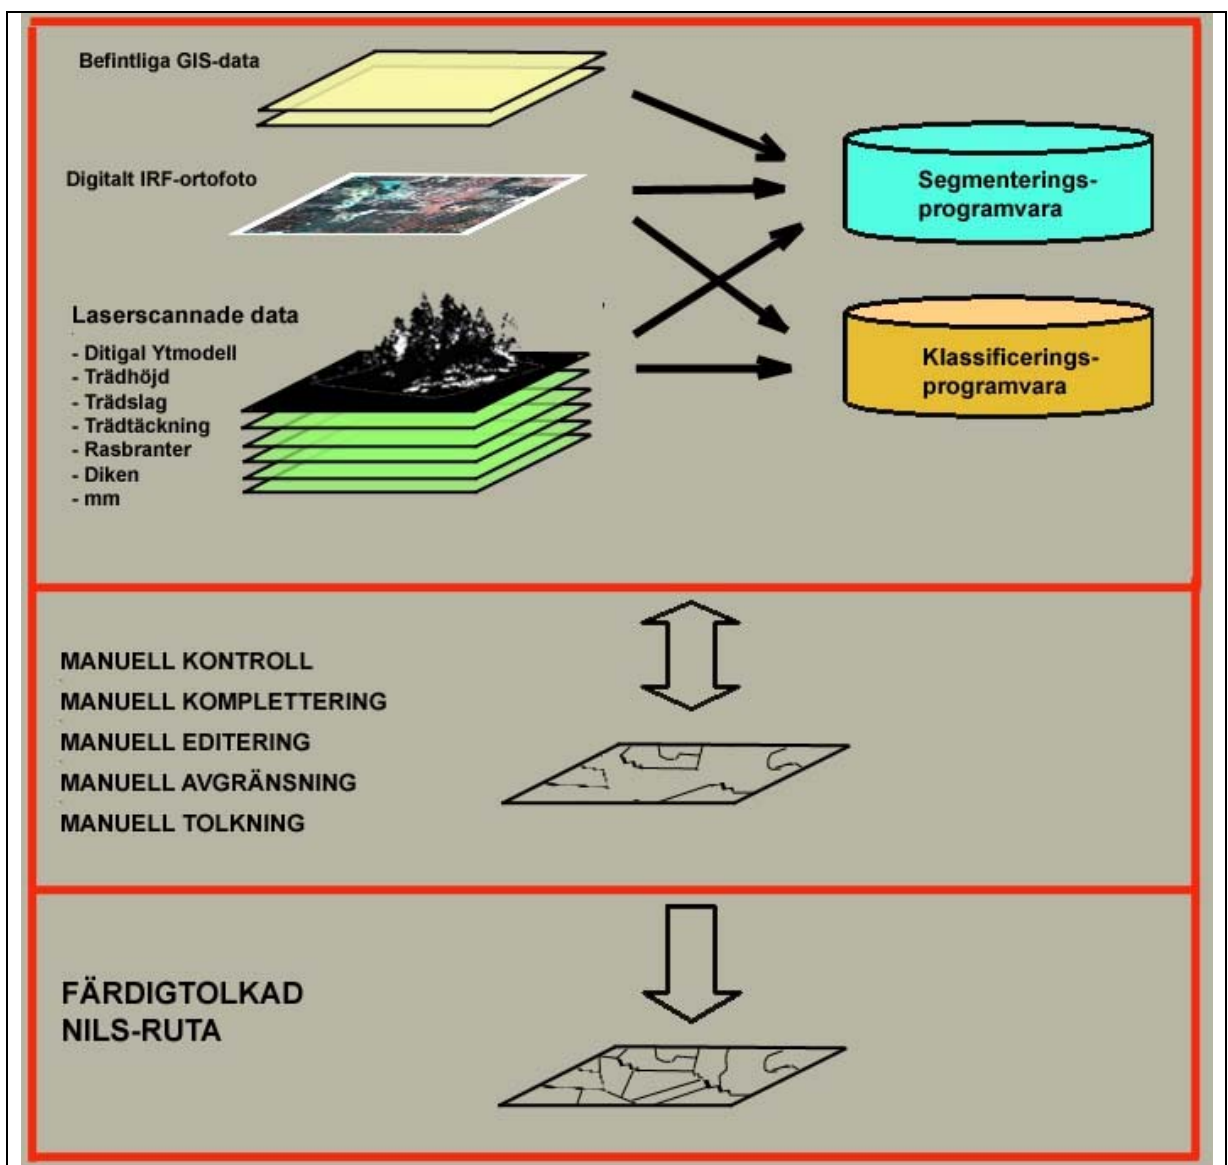 Befintliga GIS-data
Digitalt IRF-ortofoto
Laserscannade data
- Ditigal Ytmodell
- Trädhöjd
- Trädslag
- Trädtäckning
- Rasbranter
- Diken
- mm
Segmenterings-
programvara
Klassificerings-
programvara
MANUELL KONTROLL
MANUELL KOMPLETTERING
MANUELL EDITERING
MANUELL AVGRÄNSNING
MANUELL TOLKNING
FÄRDIGTOLKAD
NILS-RUTA